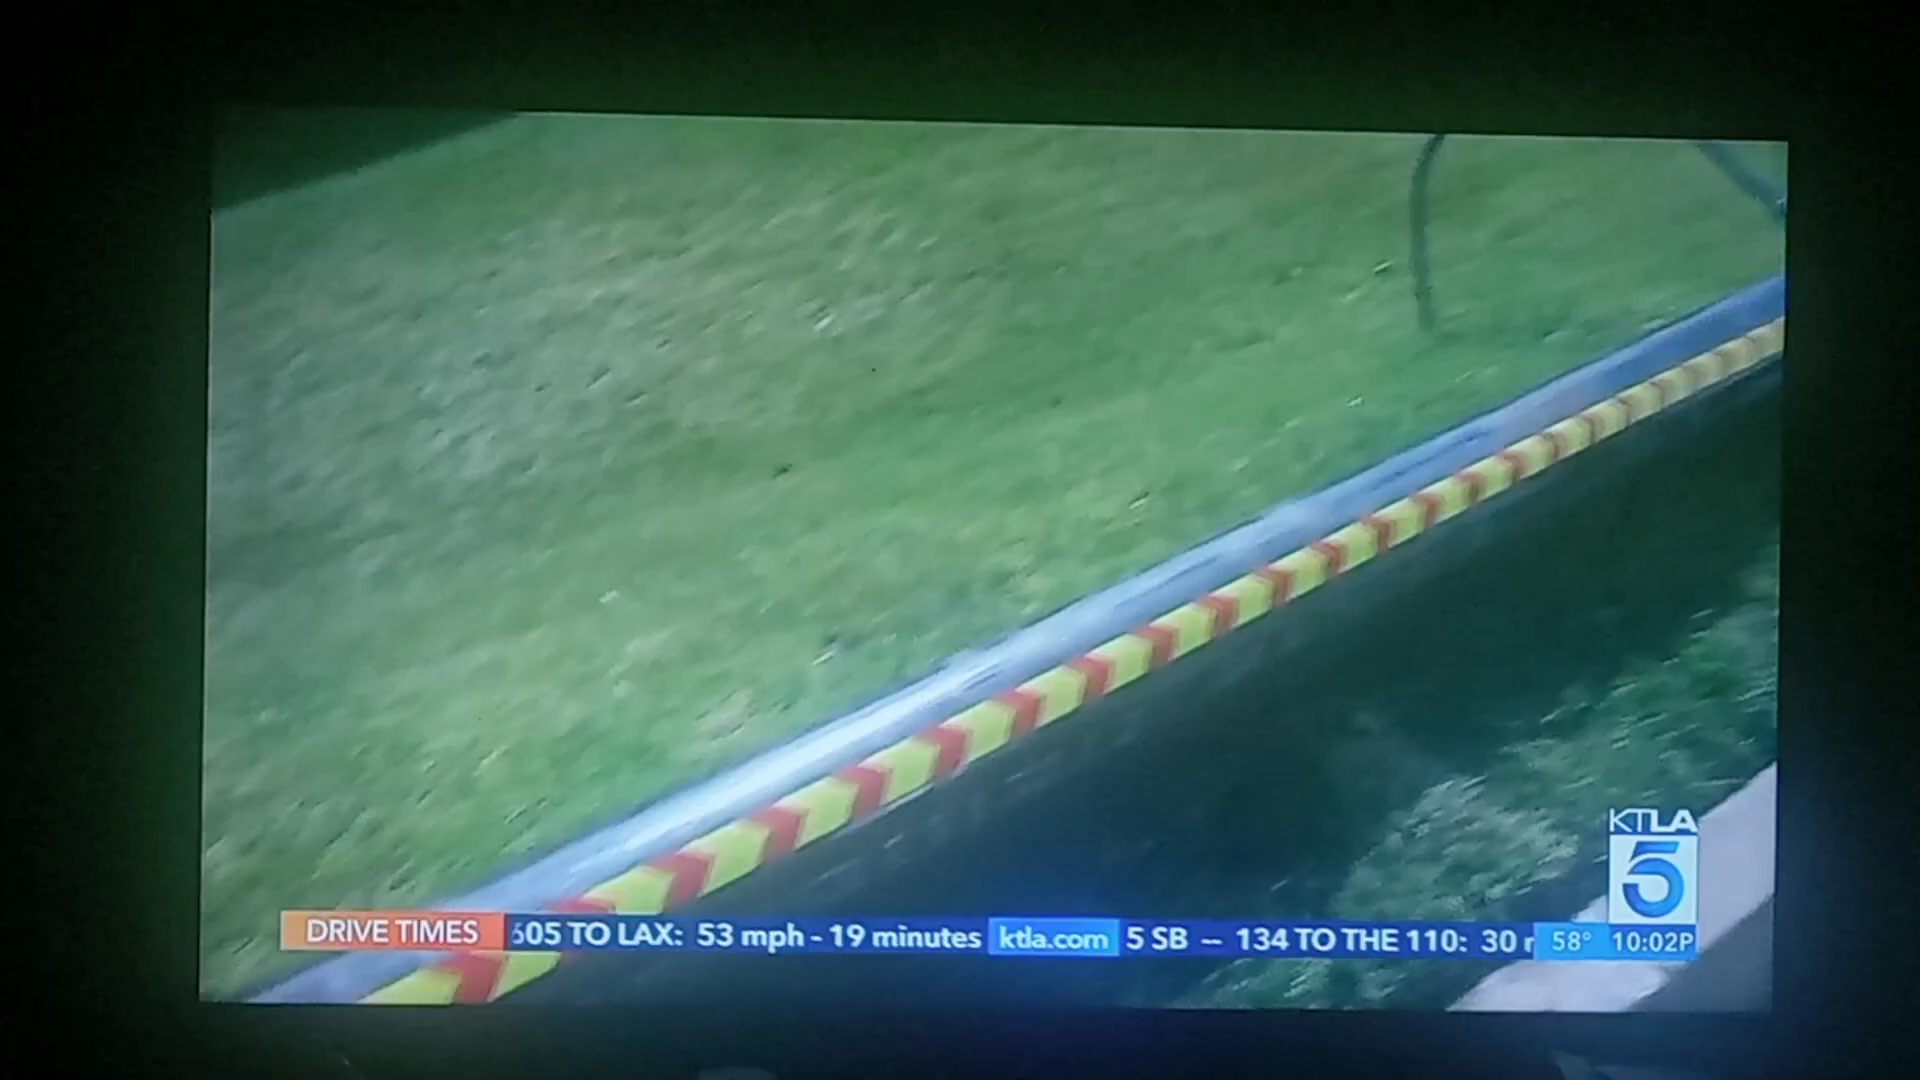 KTLA
5
DRIVE TIMES 605 TO LAX: 53 mph - 19 minutes ktla.com 5 SB -- 134 TO THE 110: 30 58° 10:02P